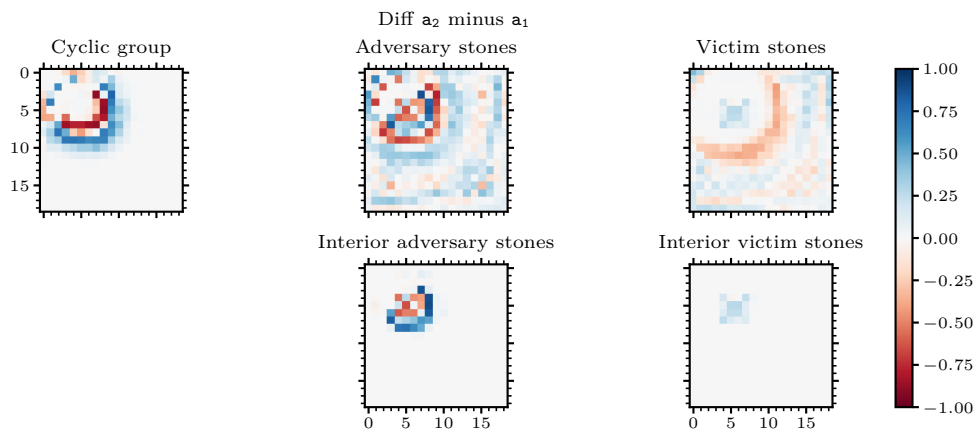 Diff a₂ minus a₁
Cyclic group
Adversary stones
Victim stones
0
5
10
15
Interior adversary stones
Interior victim stones
0 5 10 15
0 5 10 15
1.00
0.75
0.50
0.25
0.00
−0.25
−0.50
−0.75
−1.00